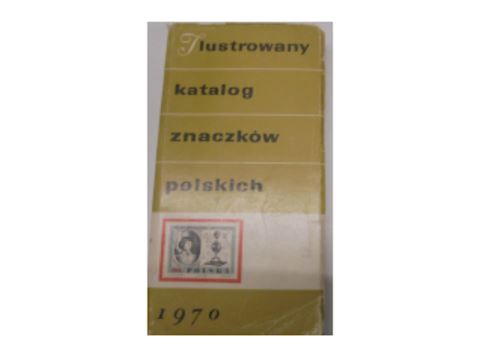 Ilustrowany
katalog
znaczków
polskich
POLSKA
1970